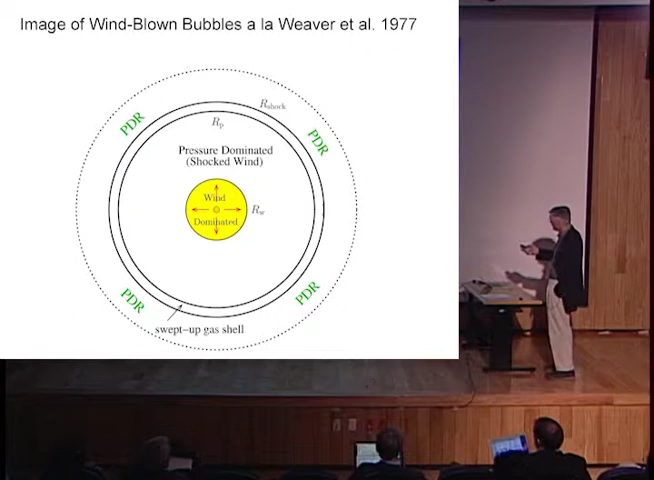 Image of Wind-Blown Bubbles a la Weaver et al. 1977
R_shock
PDR
R_p
PDR
Pressure Dominated
(Shocked Wind)
Wind
R_w
Dominated
PDR
PDR
swept-up gas shell